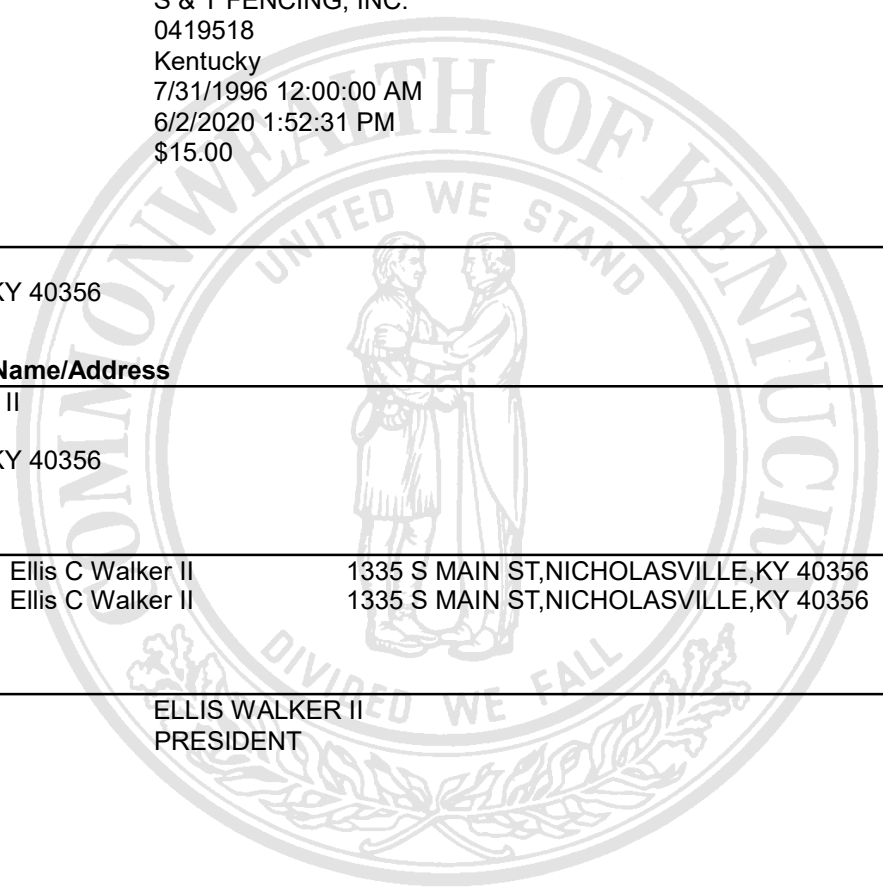 S & T FENCING, INC.
0419518
Kentucky
7/31/1996 12:00:00 AM
6/2/2020 1:52:31 PM
$15.00
COMMONWEALTH OF KENTUCKY
UNITED WE STAND
KY 40356
Name/Address
II
KY 40356
Ellis C Walker II 1335 S MAIN ST,NICHOLASVILLE,KY 40356
Ellis C Walker II 1335 S MAIN ST,NICHOLASVILLE,KY 40356
DIVIDED WE FALL
ELLIS WALKER II
PRESIDENT